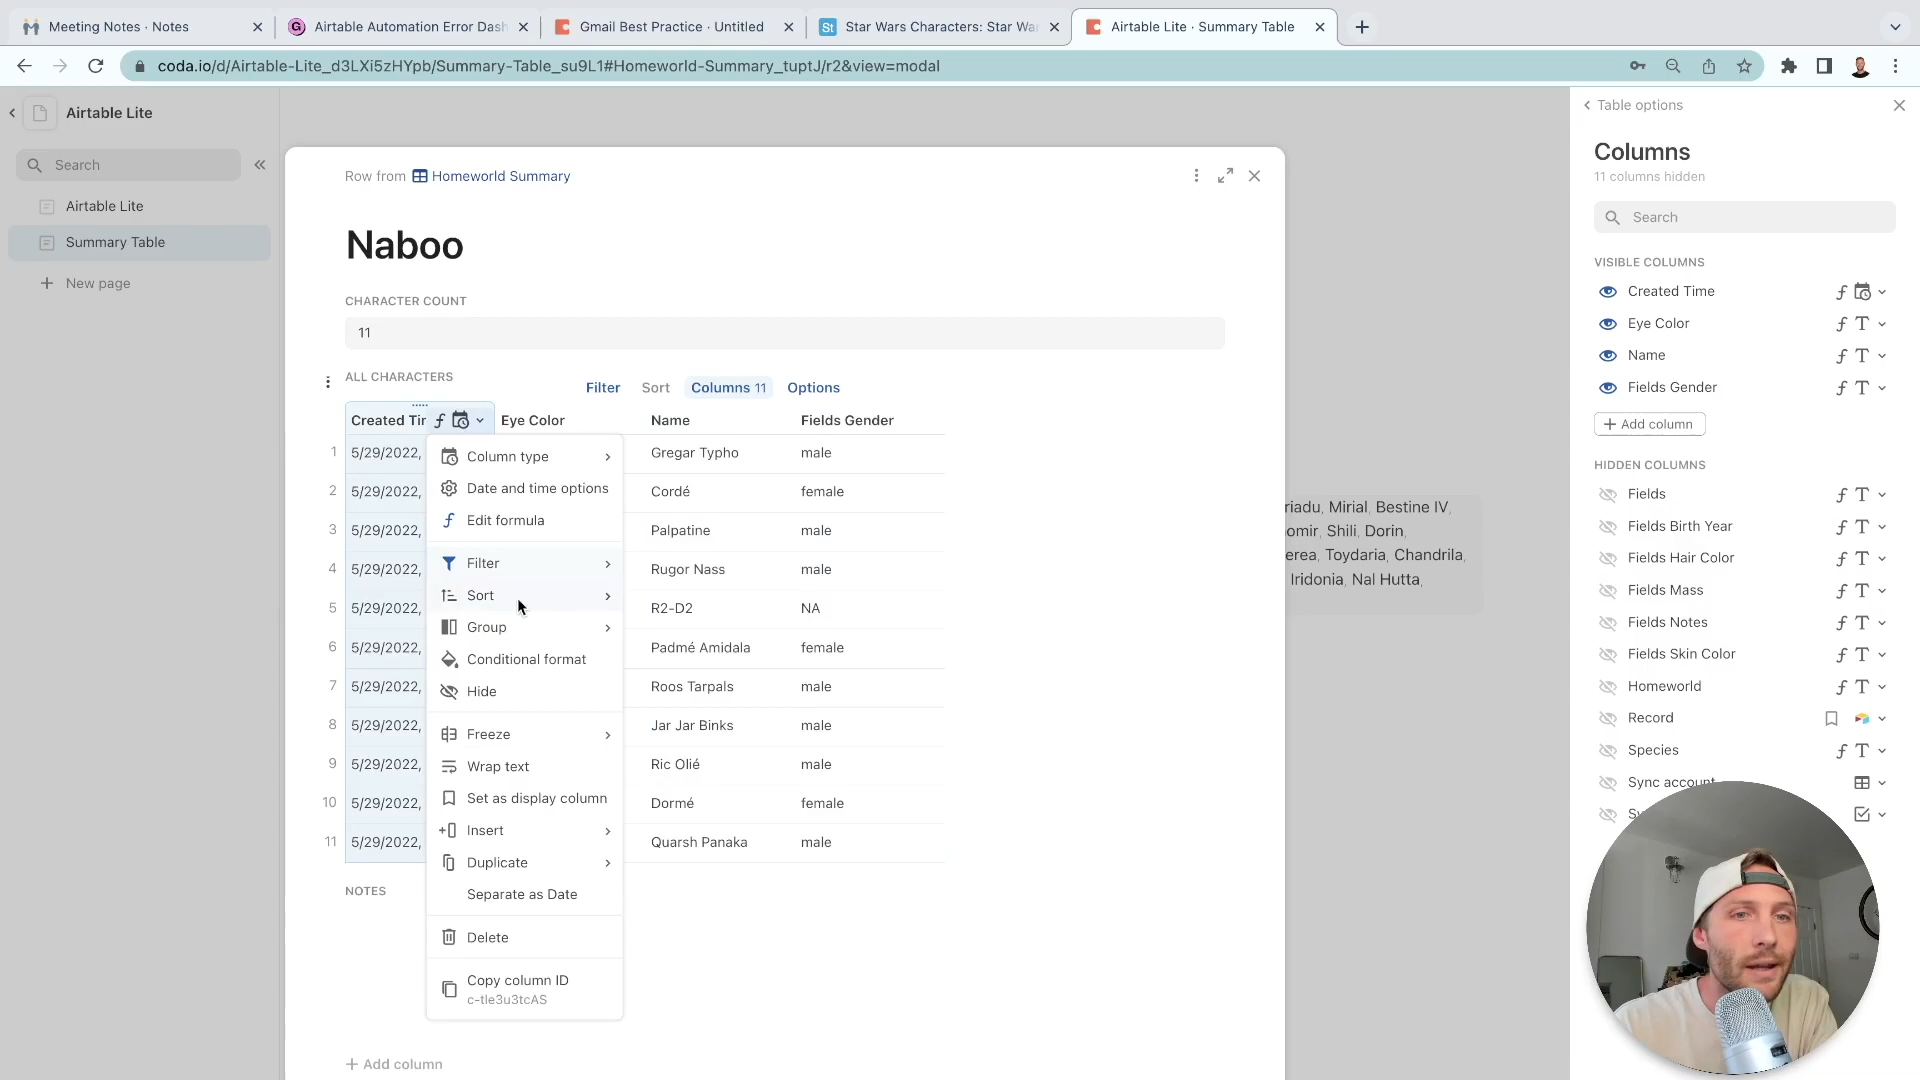 Meeting Notes · Notes
Airtable Automation Error Dash
Gmail Best Practice · Untitled
St
Star Wars Characters: Star Wa
Airtable Lite · Summary Table
coda.io/d/Airtable-Lite_d3LXi5zHYpb/Summary-Table_su9L1#Homeworld-Summary_tuptJ/r2&view=modal
Airtable Lite
Search
Airtable Lite
Summary Table
New page
Row from Homeworld Summary
Naboo
CHARACTER COUNT
11
ALL CHARACTERS
Filter Sort Columns 11 Options
Created Tir Eye Color Name Fields Gender
1 5/29/2022, Gregar Typho male
2 5/29/2022, Cordé female
3 5/29/2022, Palpatine male
4 5/29/2022, Rugor Nass male
5 5/29/2022, R2-D2 NA
6 5/29/2022, Padmé Amidala female
7 5/29/2022, Roos Tarpals male
8 5/29/2022, Jar Jar Binks male
9 5/29/2022, Ric Olié male
10 5/29/2022, Dormé female
11 5/29/2022, Quarsh Panaka male
Column type
Date and time options
Edit formula
Filter
Sort
Group
Conditional format
Hide
Freeze
Wrap text
Set as display column
Insert
Duplicate
Separate as Date
Delete
Copy column ID
c-tle3u3tcAS
NOTES
Add column
riadu, Mirial, Bestine IV,
omir, Shili, Dorin,
erea, Toydaria, Chandrila,
Iridonia, Nal Hutta,
Table options
Columns
11 columns hidden
Search
VISIBLE COLUMNS
Created Time
Eye Color
Name
Fields Gender
Add column
HIDDEN COLUMNS
Fields
Fields Birth Year
Fields Hair Color
Fields Mass
Fields Notes
Fields Skin Color
Homeworld
Record
Species
Sync account